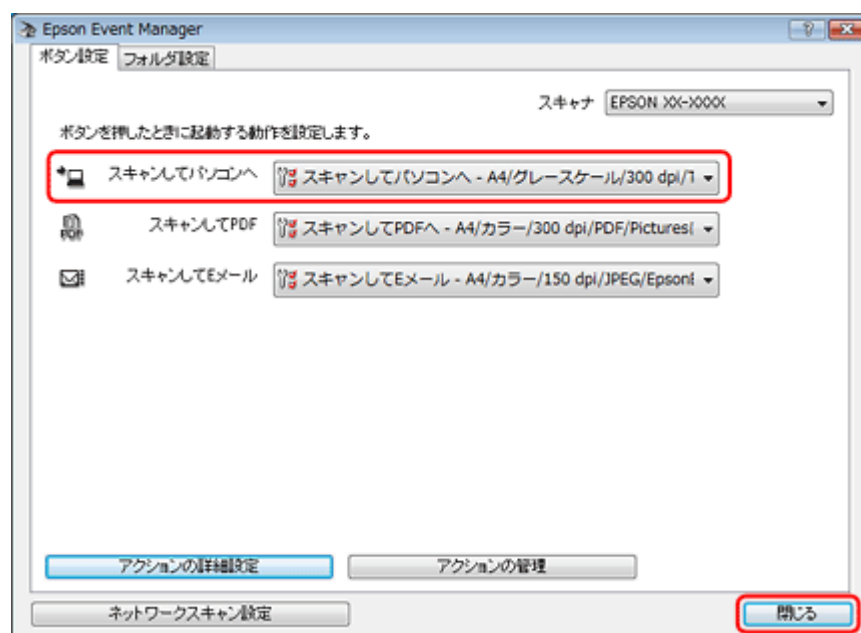 Epson Event Manager
ボタン設定 フォルダ設定
スキャナ EPSON XX-XXXX
ボタンを押したときに起動する動作を設定します。
スキャンしてパソコンへ スキャンしてパソコンへ - A4/グレースケール/300 dpi/
スキャンしてPDF スキャンしてPDFへ - A4/カラー/300 dpi/PDF/Pictures(
スキャンしてEメール スキャンしてEメール - A4/カラー/150 dpi/JPEG/Epson
アクションの詳細設定 アクションの管理
ネットワークスキャン設定 閉じる